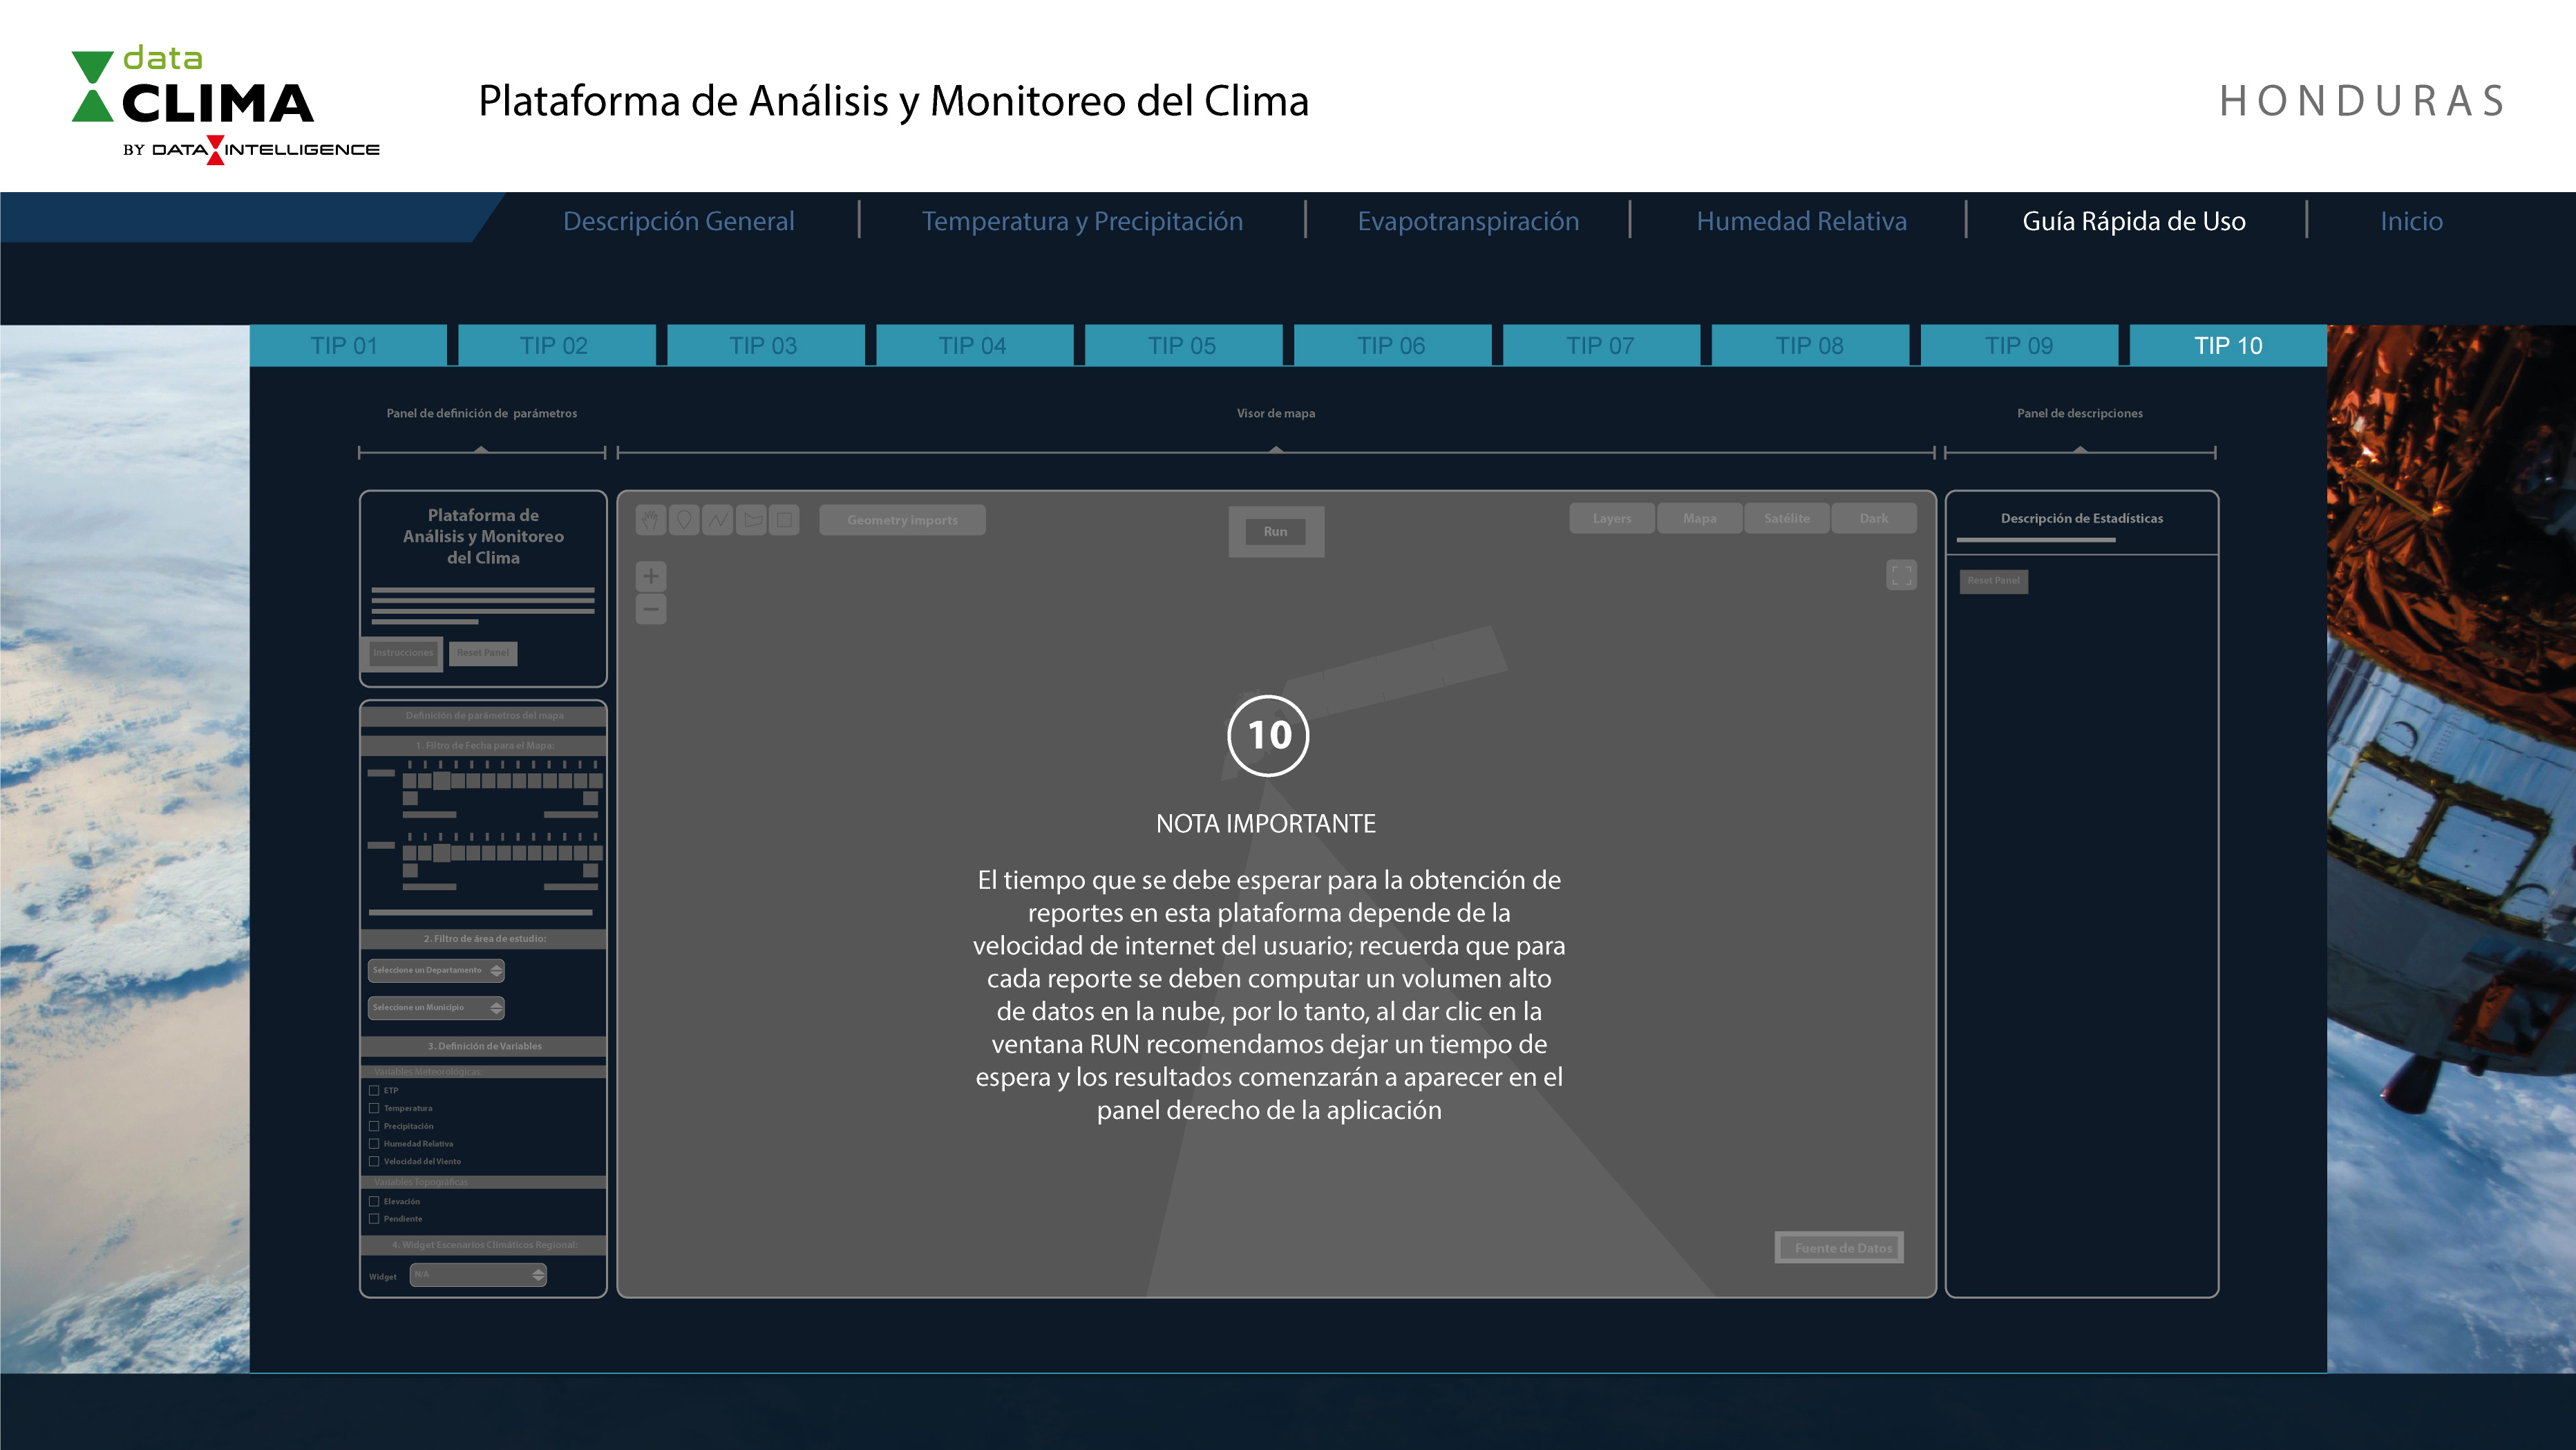 data
CLIMA
BY DATA INTELLIGENCE
Plataforma de Análisis y Monitoreo del Clima
HONDURAS
Descripción General
Temperatura y Precipitación
Evapotranspiración
Humedad Relativa
Guía Rápida de Uso
Inicio
TIP 01
TIP 02
TIP 03
TIP 04
TIP 05
TIP 06
TIP 07
TIP 08
TIP 09
TIP 10
Panel de definición de parámetros
Visor de mapa
Panel de descripciones
Plataforma de
Análisis y Monitoreo
del Clima
Instrucciones
Reset Panel
Definición de parámetros del mapa
1. Filtro de Fecha para el Mapa:
2. Filtro de área de estudio:
Seleccione un Departamento
Seleccione un Municipio
3. Definición de Variables
Variables Meteorológicas:
ETP
Temperatura
Precipitación
Humedad Relativa
Velocidad del Viento
Variables Topográficas
Elevación
Pendiente
4. Widget Escenarios Climáticos Regional:
Widget
N/A
Geometry imports
Run
Layers
Mapa
Satélite
Dark
10
NOTA IMPORTANTE
El tiempo que se debe esperar para la obtención de
reportes en esta plataforma depende de la
velocidad de internet del usuario; recuerda que para
cada reporte se deben computar un volumen alto
de datos en la nube, por lo tanto, al dar clic en la
ventana RUN recomendamos dejar un tiempo de
espera y los resultados comenzarán a aparecer en el
panel derecho de la aplicación
Fuente de Datos
Descripción de Estadísticas
Reset Panel